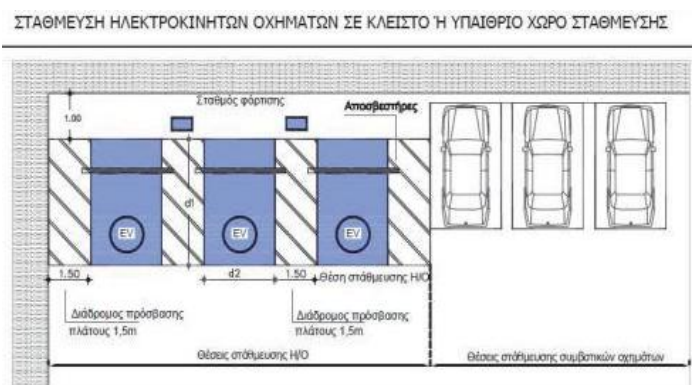 ΣΤΑΘΜΕΥΣΗ ΗΛΕΚΤΡΟΚΙΝΗΤΩΝ ΟΧΗΜΑΤΩΝ ΣΕ ΚΛΕΙΣΤΟ Ή ΥΠΑΙΘΡΙΟ ΧΩΡΟ ΣΤΑΘΜΕΥΣΗΣ
Σταθμός φόρτισης
Αποσβεστήρες
1.00
d1
EV
EV
EV
1.50
d2
1.50
Θέση στάθμευσης Η/Ο
Διάδρομος πρόσβασης
πλάτους 1,5m
Διάδρομος πρόσβασης
πλάτους 1,5m
Θέσεις στάθμευσης Η/Ο
Θέσεις στάθμευσης συμβατικών οχημάτων